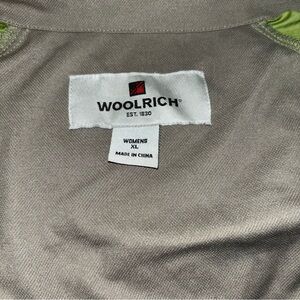 WOOLRICH®
EST. 1830
WOMENS
XL
MADE IN CHINA